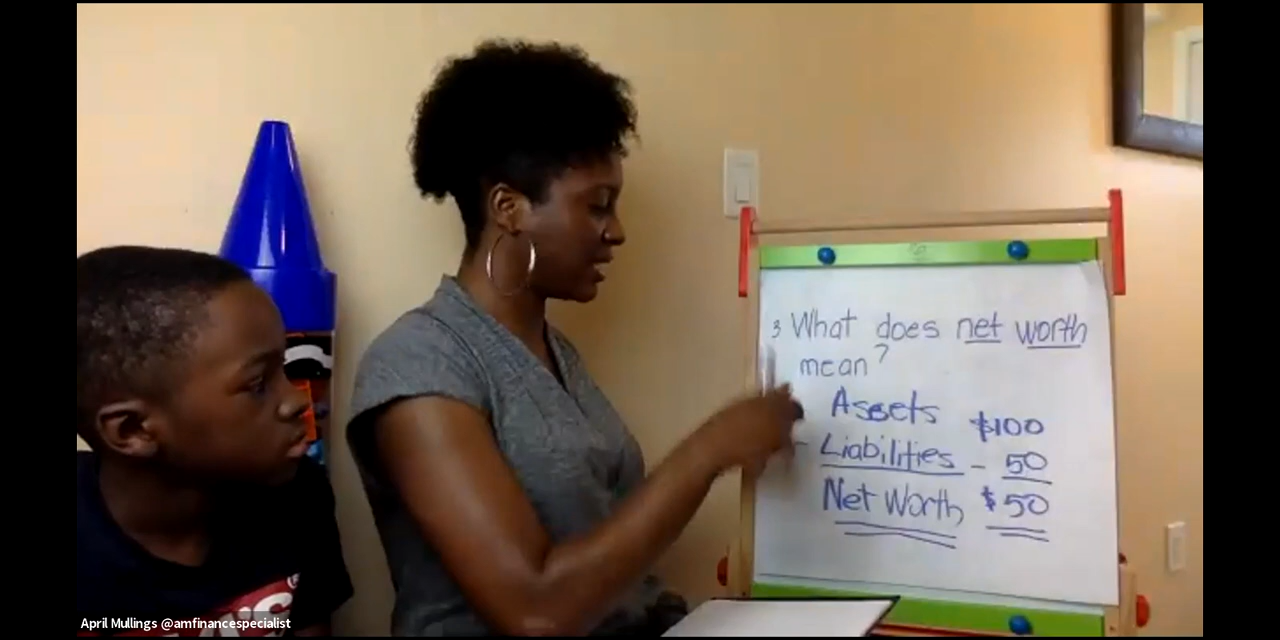 3 What does net worth
mean?
Assets $100
- Liabilities - 50
Net Worth $50
April Mullings @amfinancespecialist